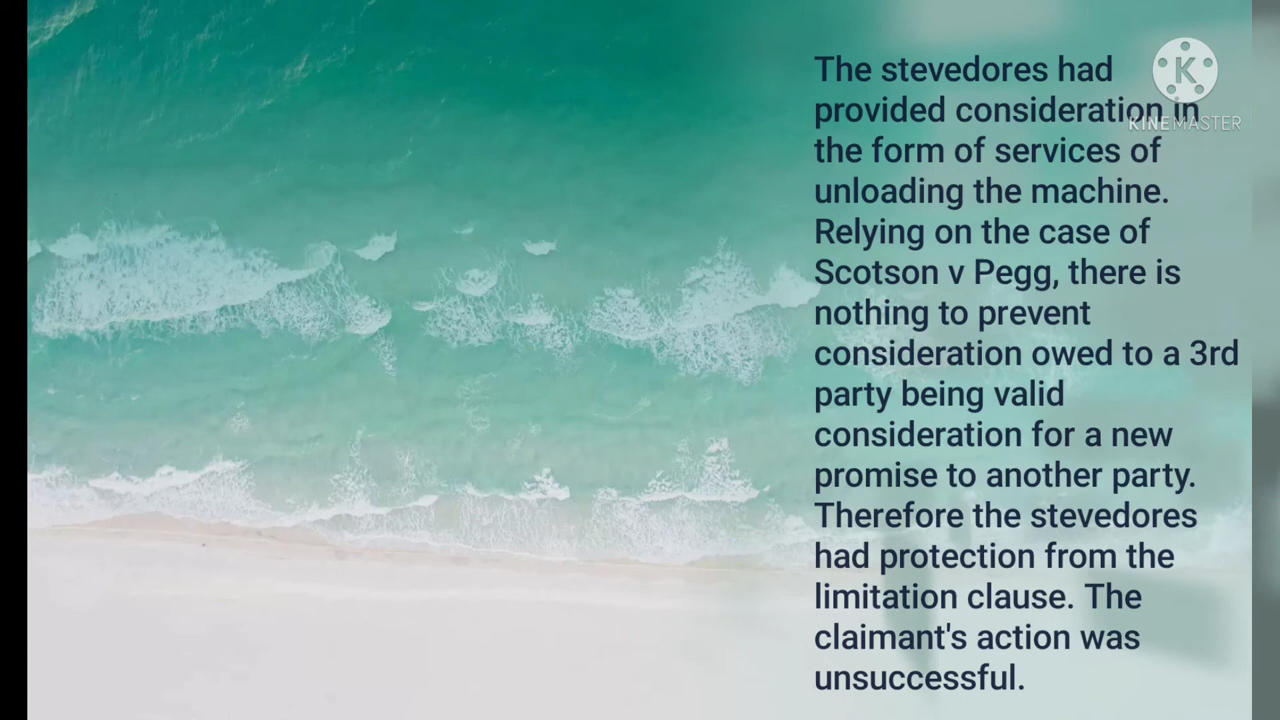 The stevedores had
provided consideration in
the form of services of
unloading the machine.
Relying on the case of
Scotson v Pegg, there is
nothing to prevent
consideration owed to a 3rd
party being valid
consideration for a new
promise to another party.
Therefore the stevedores
had protection from the
limitation clause. The
claimant's action was
unsuccessful.
K
KINEMASTER